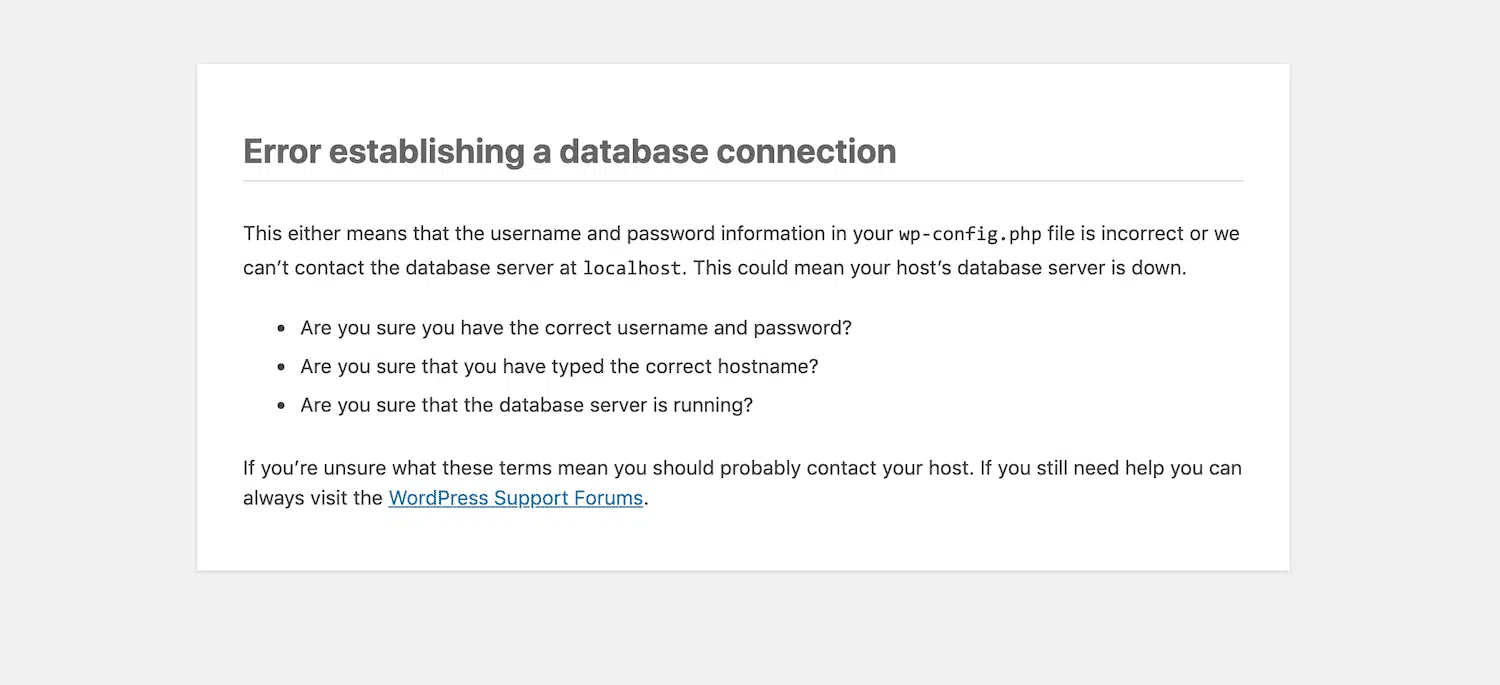 Error establishing a database connection
This either means that the username and password information in your wp-config.php file is incorrect or we
can’t contact the database server at localhost. This could mean your host’s database server is down.
• Are you sure you have the correct username and password?
• Are you sure that you have typed the correct hostname?
• Are you sure that the database server is running?
If you’re unsure what these terms mean you should probably contact your host. If you still need help you can
always visit the WordPress Support Forums.